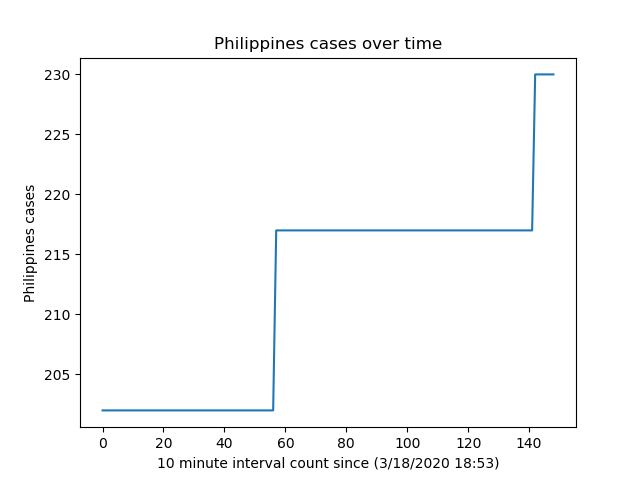 Philippines cases over time
230
225
220
215
210
205
Philippines cases
0 20 40 60 80 100 120 140
10 minute interval count since (3/18/2020 18:53)